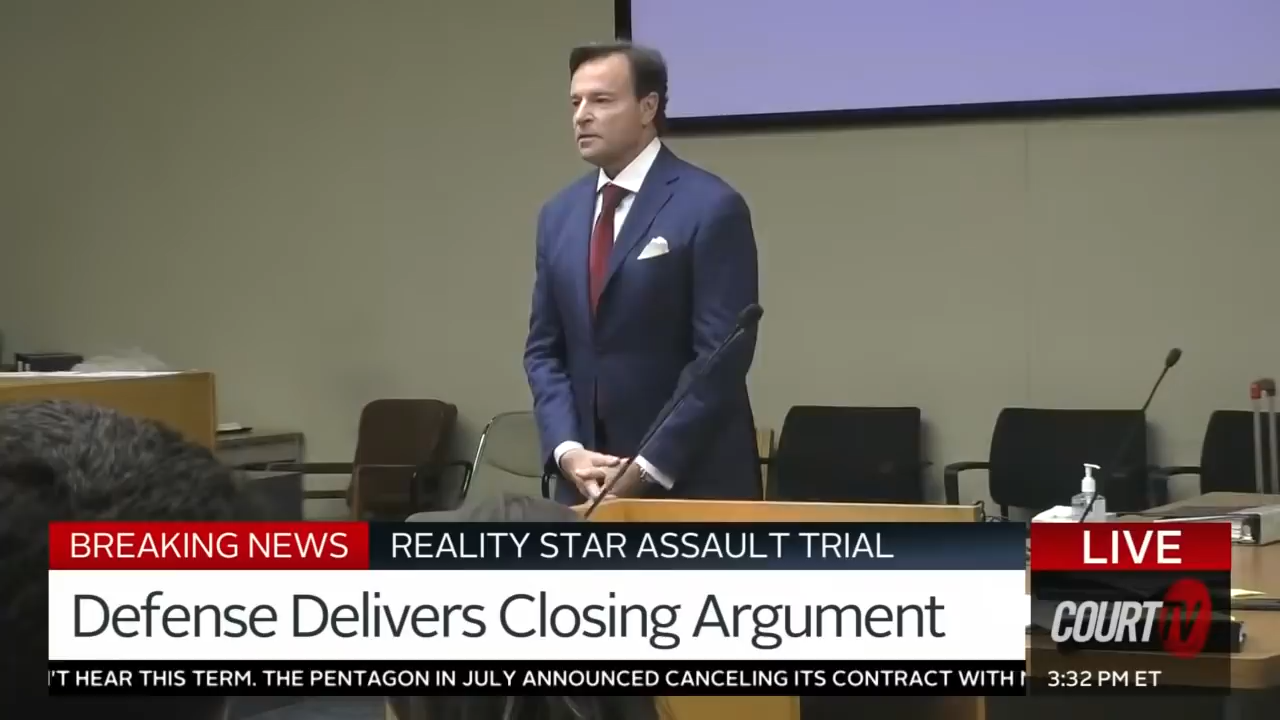 BREAKING NEWS
REALITY STAR ASSAULT TRIAL
LIVE
Defense Delivers Closing Argument
COURT TV
'T HEAR THIS TERM. THE PENTAGON IN JULY ANNOUNCED CANCELING ITS CONTRACT WITH
3:32 PM ET